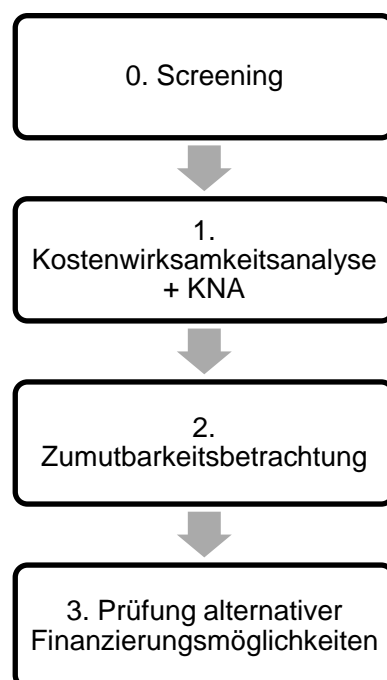 0. Screening
1.
Kostenwirksamkeitsanalyse
+ KNA
2.
Zumutbarkeitsbetrachtung
3. Prüfung alternativer
Finanzierungsmöglichkeiten